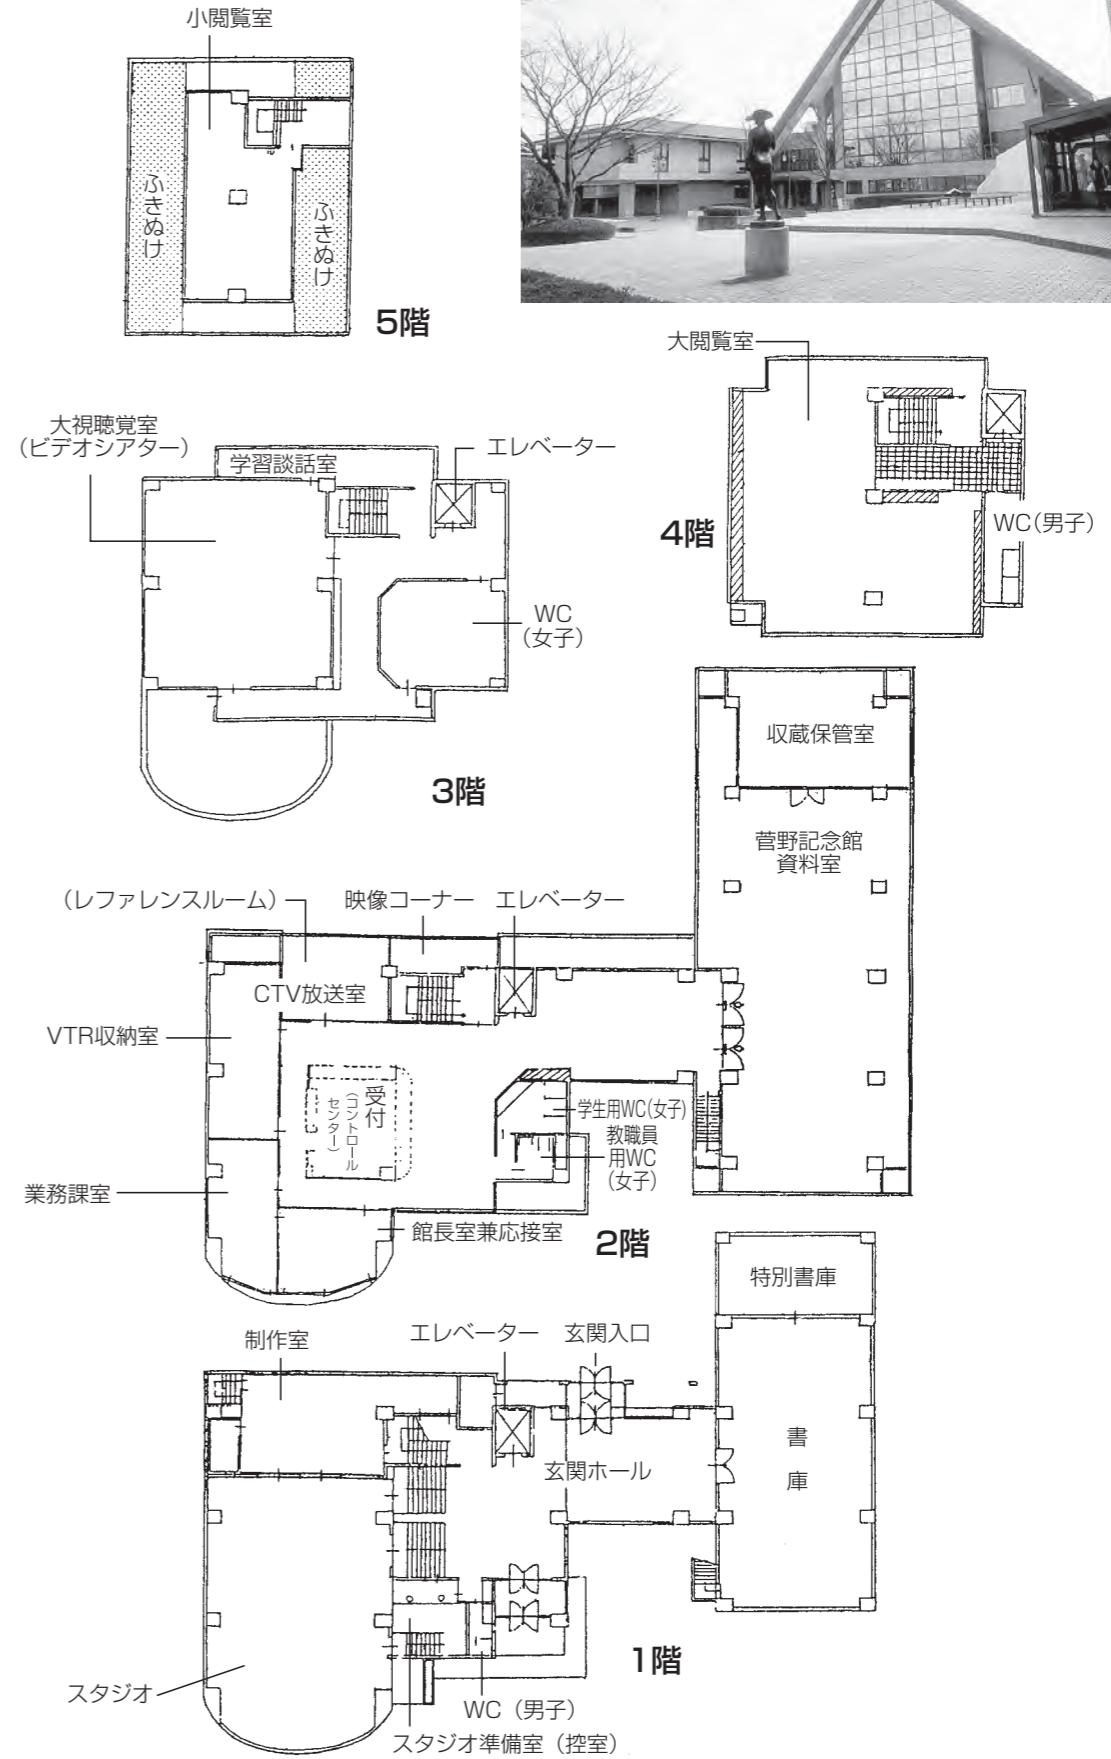 小閲覧室
ふきぬけ
ふきぬけ
5階
大閲覧室
WC(男子)
4階
大視聴覚室
(ビデオシアター)
学習談話室
エレベーター
WC
(女子)
3階
収蔵保管室
菅野記念館
資料室
(レファレンスルーム)
映像コーナー
エレベーター
CTV放送室
VTR収納室
受付
(コントロール
センター)
学生用WC(女子)
教職員
用WC
(女子)
業務課室
館長室兼応接室
2階
特別書庫
制作室
エレベーター
玄関入口
書庫
玄関ホール
1階
スタジオ
WC(男子)
スタジオ準備室(控室)